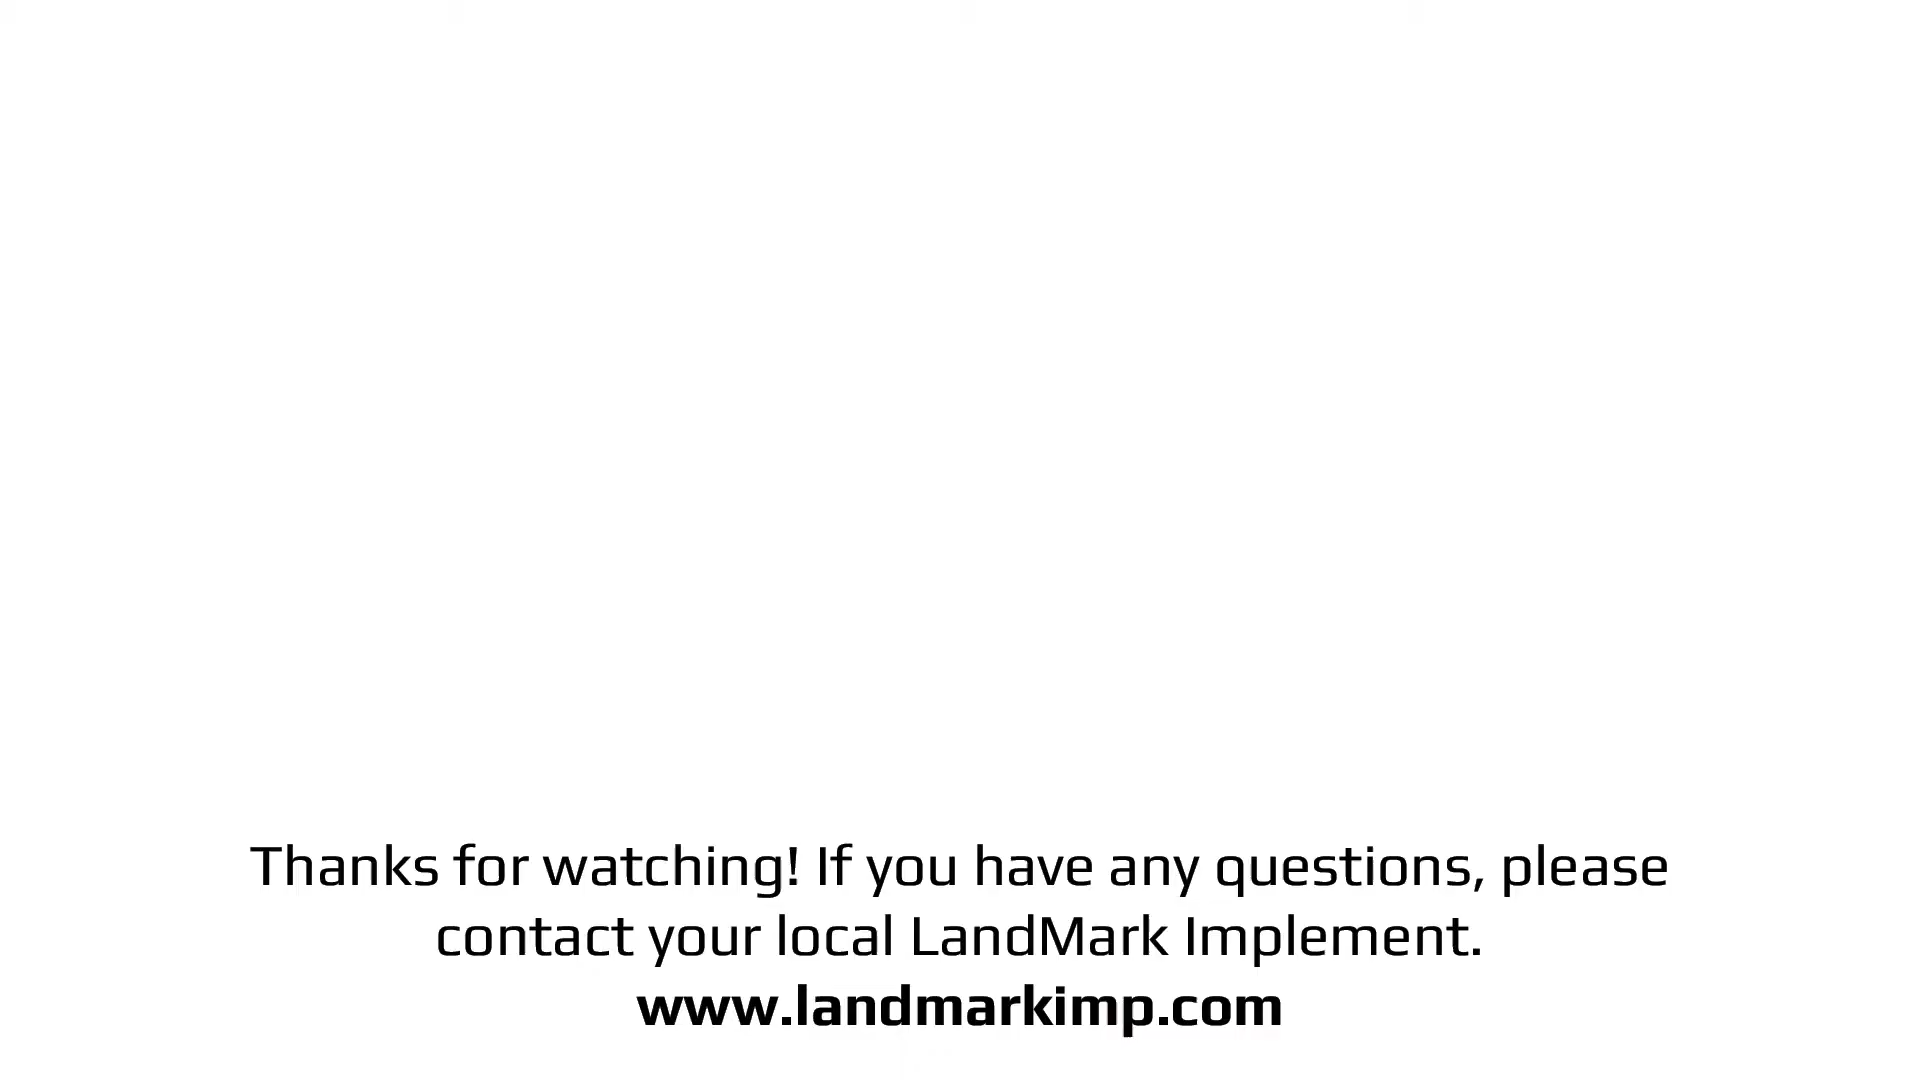 Thanks for watching! If you have any questions, please
contact your local LandMark Implement.
www.landmarkimp.com